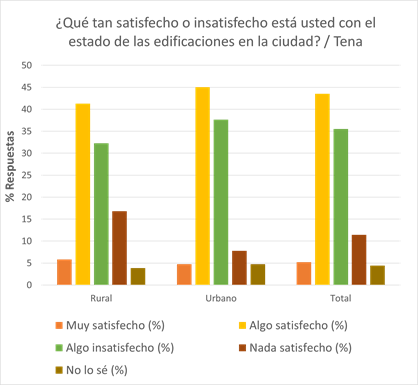 ¿Qué tan satisfecho o insatisfecho está usted con el
estado de las edificaciones en la ciudad? / Tena
% Respuestas
50
45
40
35
30
25
20
15
10
5
0
Rural
Urbano
Total
Muy satisfecho (%)
Algo satisfecho (%)
Algo insatisfecho (%)
Nada satisfecho (%)
No lo sé (%)